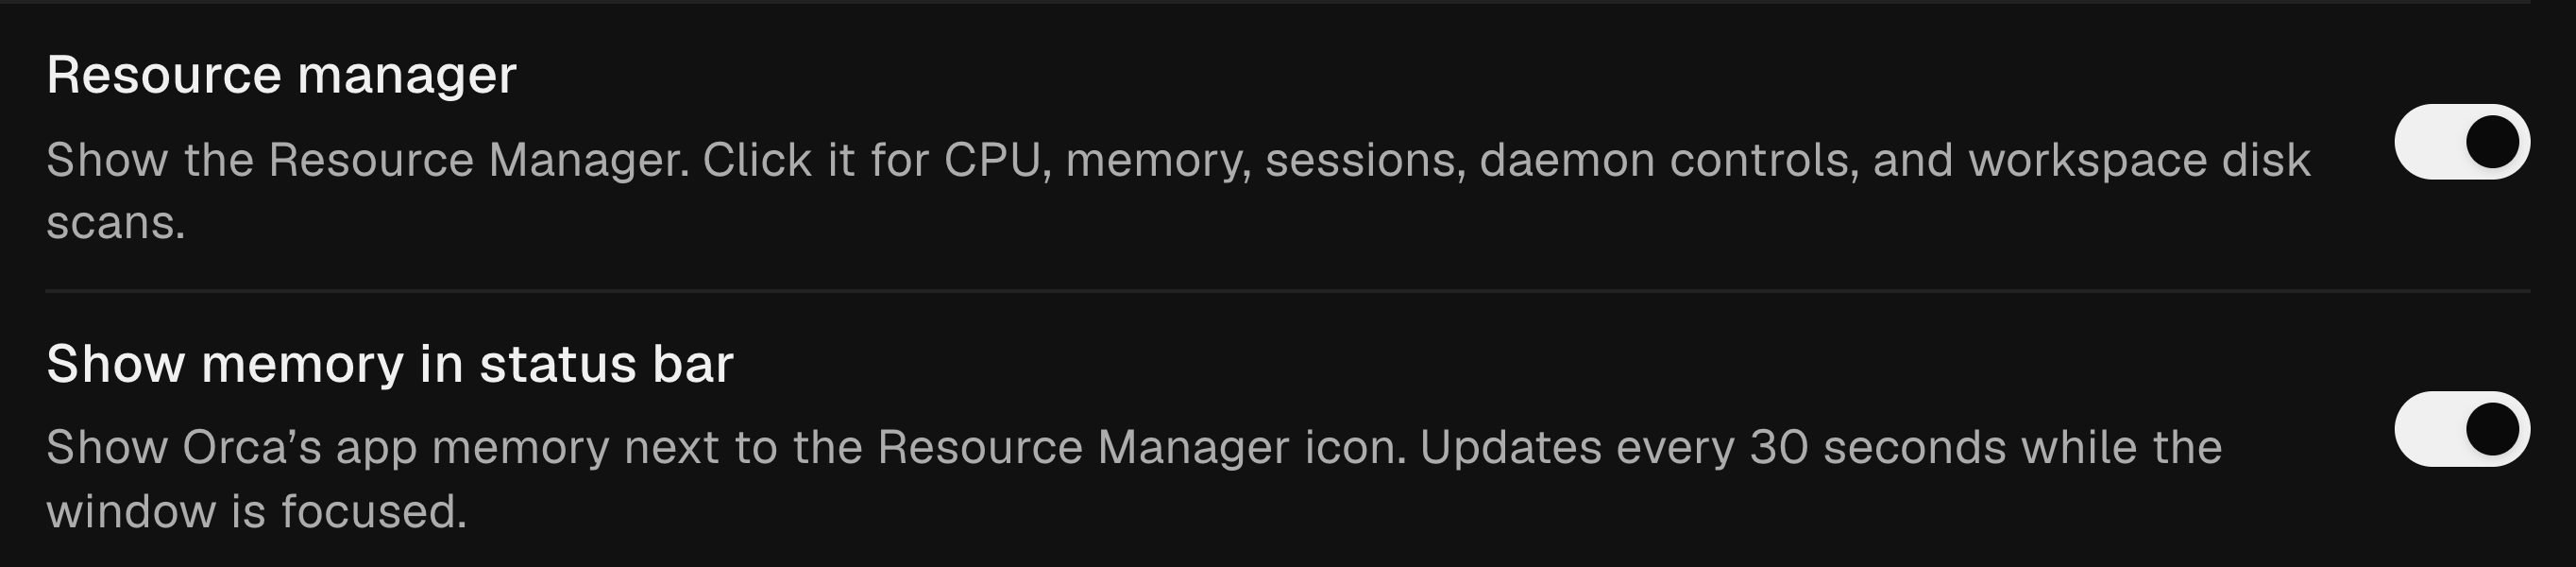 Resource manager
Show the Resource Manager. Click it for CPU, memory, sessions, daemon controls, and workspace disk
scans.
Show memory in status bar
Show Orca’s app memory next to the Resource Manager icon. Updates every 30 seconds while the
window is focused.